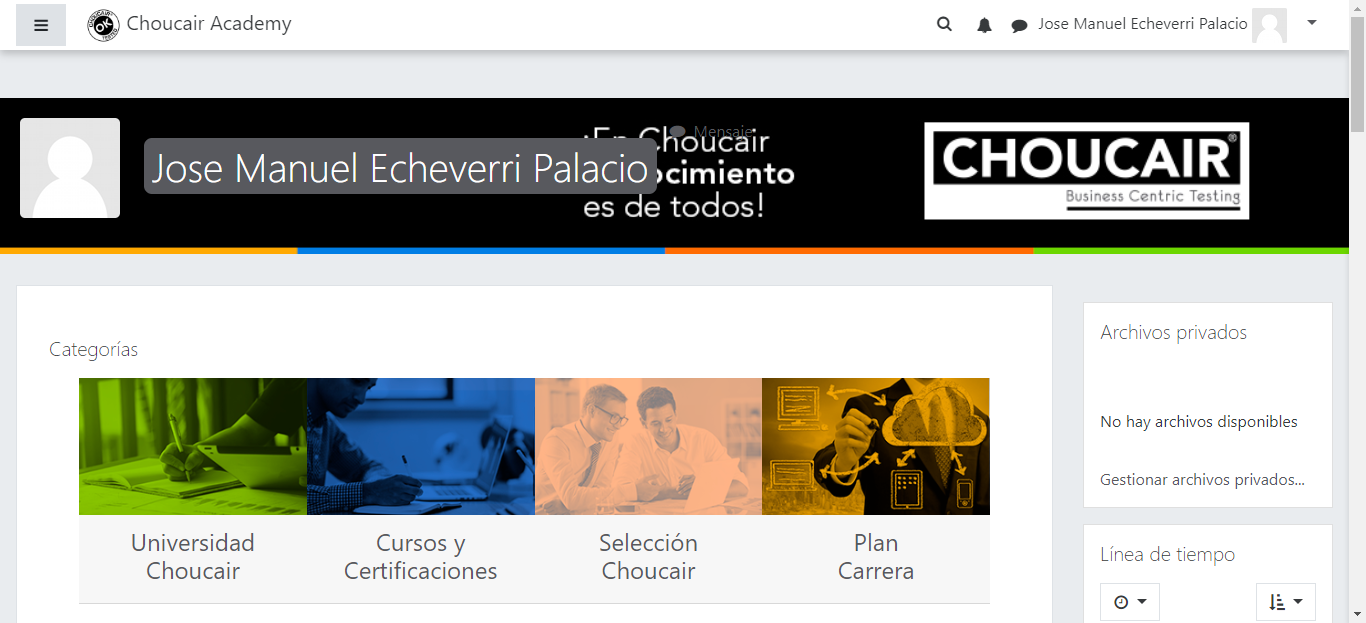 Choucair Academy
Jose Manuel Echeverri Palacio
Mensaje
Jose Manuel Echeverri Palacio
¡En Choucair
es de todos!
CHOUCAIR®
Business Centric Testing
Categorías
Universidad
Choucair
Cursos y
Certificaciones
Selección
Choucair
Plan
Carrera
Archivos privados
No hay archivos disponibles
Gestionar archivos privados...
Línea de tiempo